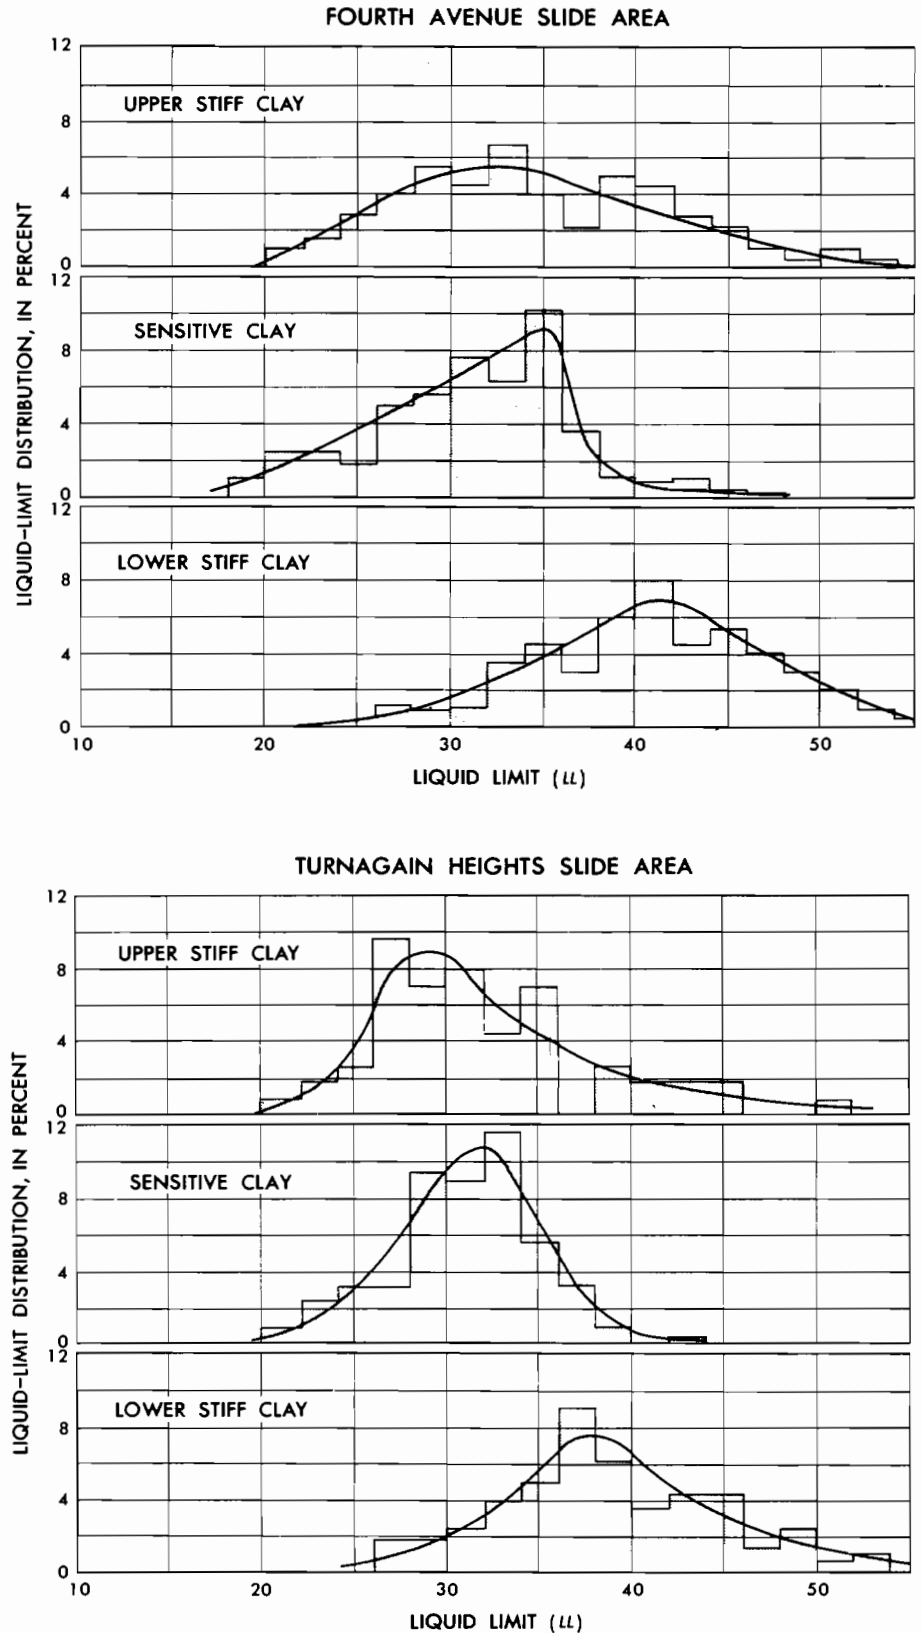 FOURTH AVENUE SLIDE AREA
LIQUID-LIMIT DISTRIBUTION, IN PERCENT
12
UPPER STIFF CLAY
8
4
0
12
SENSITIVE CLAY
8
4
0
12
LOWER STIFF CLAY
8
4
0
10 20 30 40 50
LIQUID LIMIT (LL)
TURNAGAIN HEIGHTS SLIDE AREA
LIQUID-LIMIT DISTRIBUTION, IN PERCENT
12
UPPER STIFF CLAY
8
4
0
12
SENSITIVE CLAY
8
4
0
12
LOWER STIFF CLAY
8
4
0
10 20 30 40 50
LIQUID LIMIT (LL)